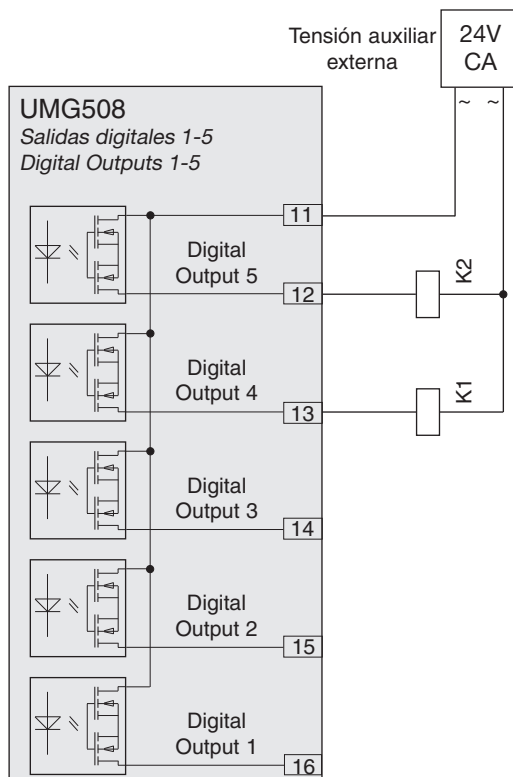 Tensión auxiliar
externa
24V
CA
~ ~
UMG508
Salidas digitales 1-5
Digital Outputs 1-5
11
Digital
Output 5
12
K2
Digital
Output 4
13
K1
Digital
Output 3
14
Digital
Output 2
15
Digital
Output 1
16